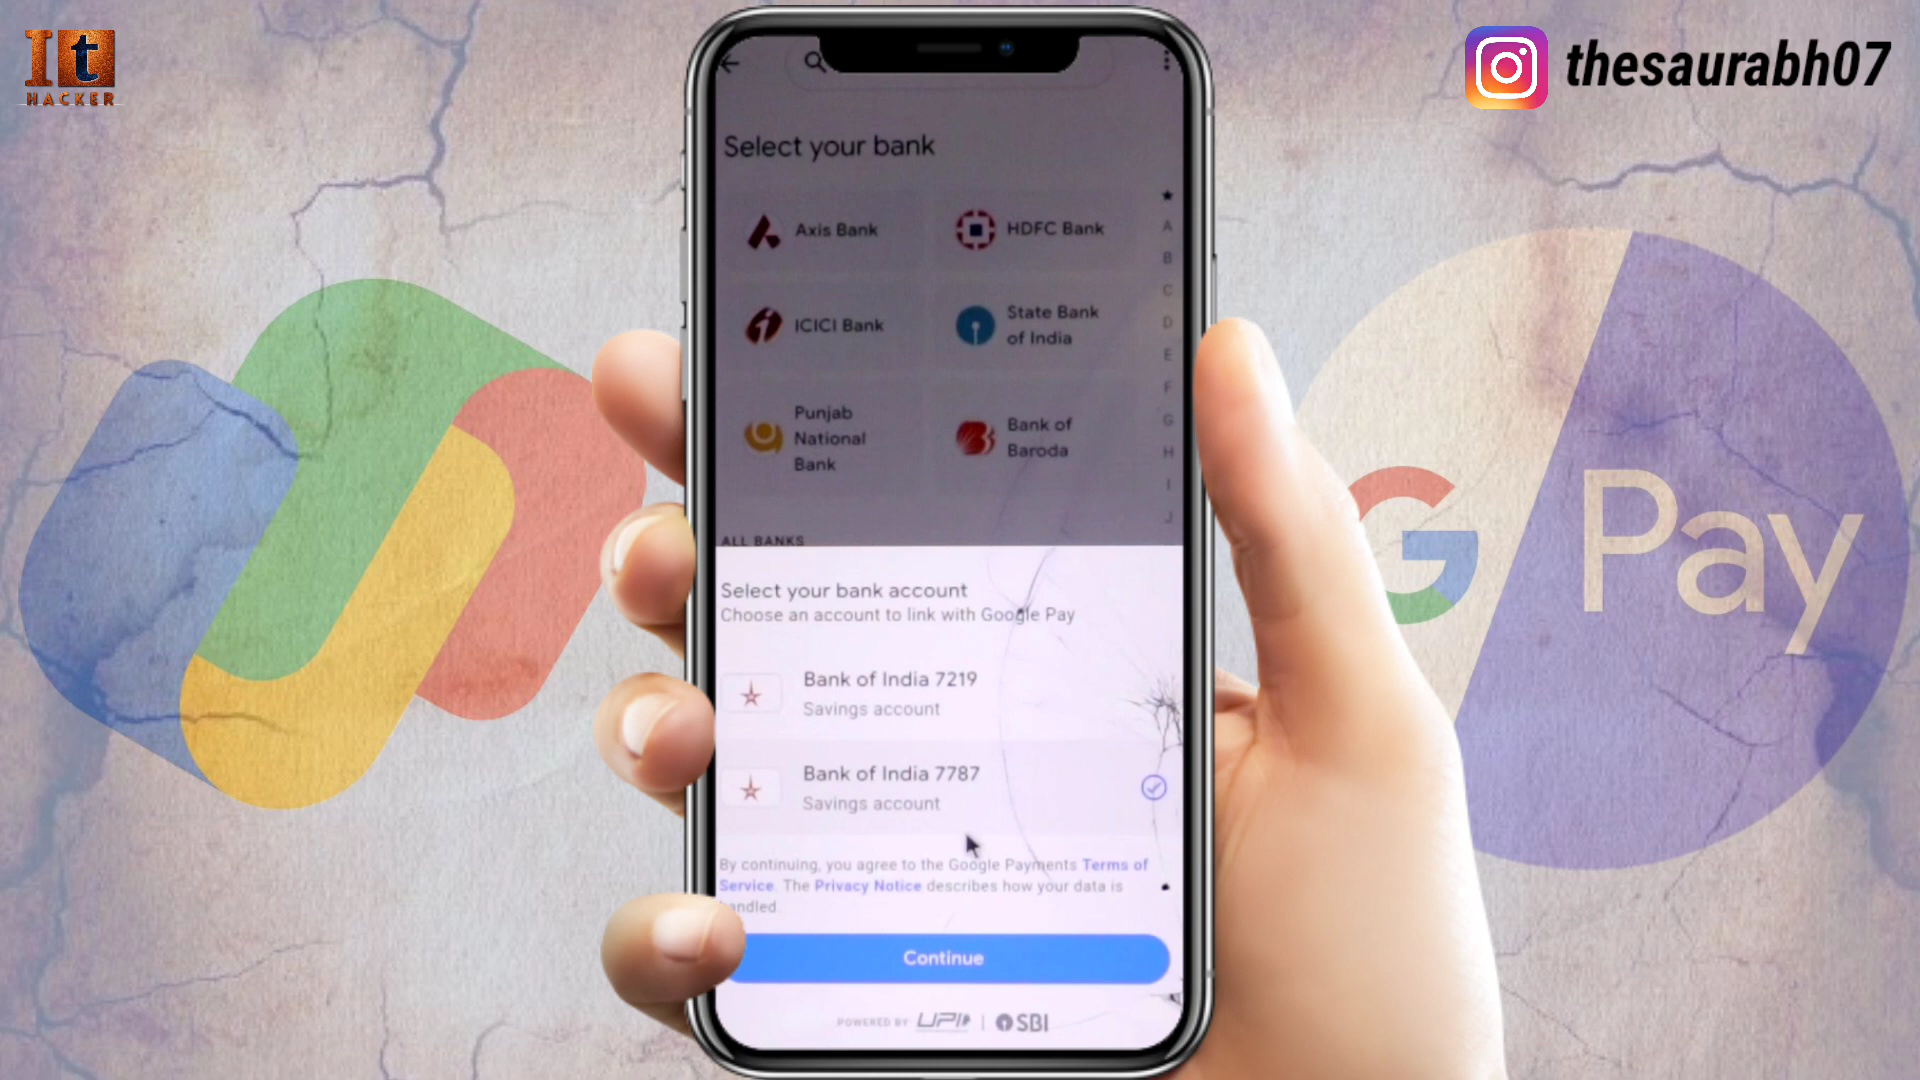 It
HACKER
thesaurabh07
Select your bank
Axis Bank
HDFC Bank
ICICI Bank
State Bank
of India
Punjab
National
Bank
Bank of
Baroda
A
B
C
D
E
F
G
H
I
J
ALL BANKS
Select your bank account
Choose an account to link with Google Pay
Bank of India 7219
Savings account
Bank of India 7787
Savings account
By continuing, you agree to the Google Payments Terms of
Service. The Privacy Notice describes how your data is
handled.
Continue
POWERED BY UPI | SBI
G Pay